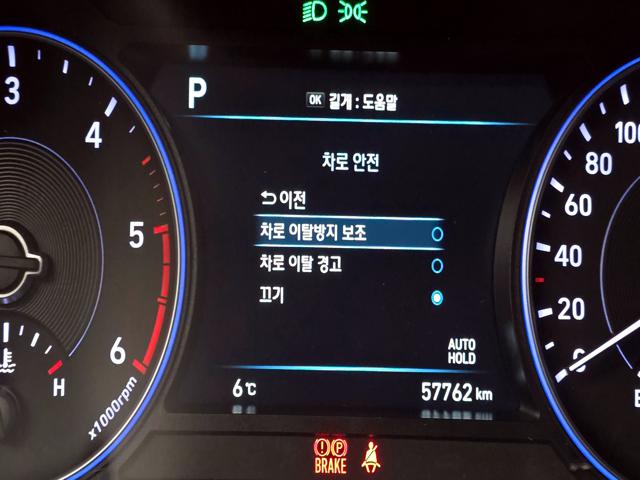 P
OK 길게 : 도움말
차로 안전
이전
차로 이탈방지 보조
차로 이탈 경고
끄기
AUTO
HOLD
6℃
57762 km
3
4
5
6
x1000rpm
H
100
80
60
40
20
0
BRAKE